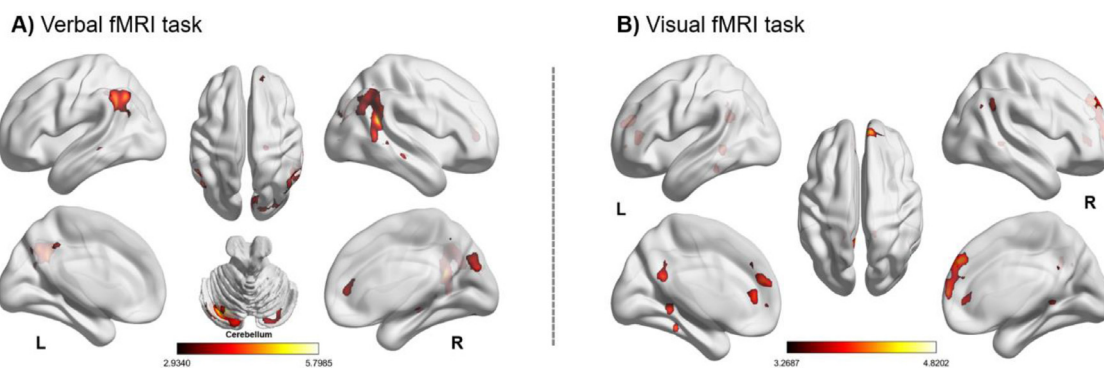 A) Verbal fMRI task
B) Visual fMRI task
L
R
Cerebellum
L
R
2.9340
5.7985
3.2687
4.8202